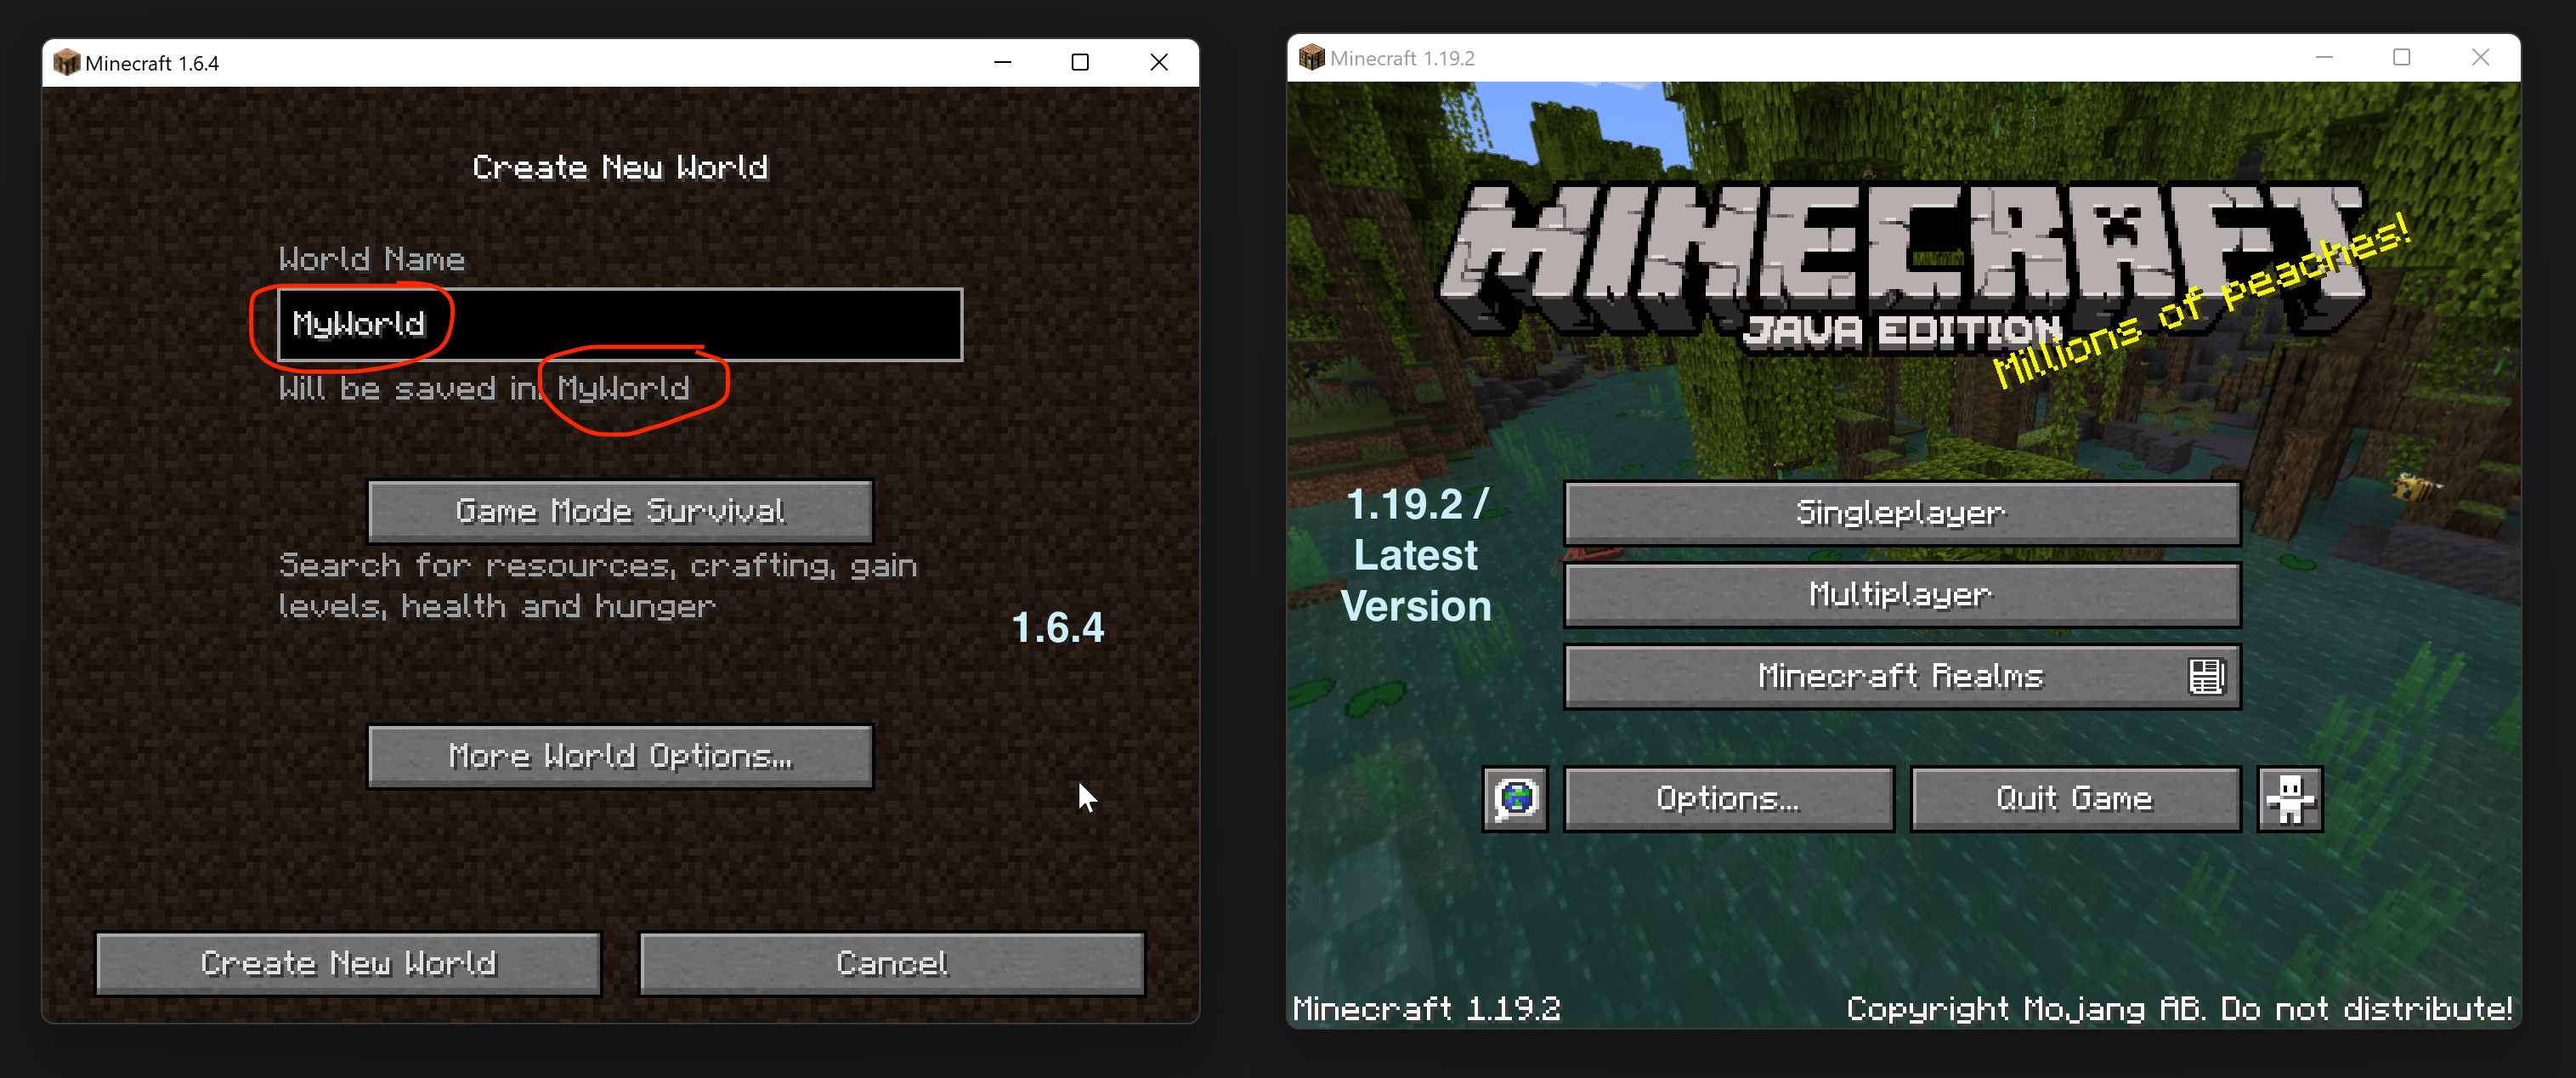 Minecraft 1.6.4
Create New World
World Name
MyWorld
Will be saved in: MyWorld
Game Mode Survival
Search for resources, crafting, gain
levels, health and hunger
1.6.4
More World Options...
Create New World
Cancel
Minecraft 1.19.2
MINECRAFT
JAVA EDITION
Millions of peaches!
1.19.2 /
Latest
Version
Singleplayer
Multiplayer
Minecraft Realms
Options...
Quit Game
Minecraft 1.19.2
Copyright Mojang AB. Do not distribute!